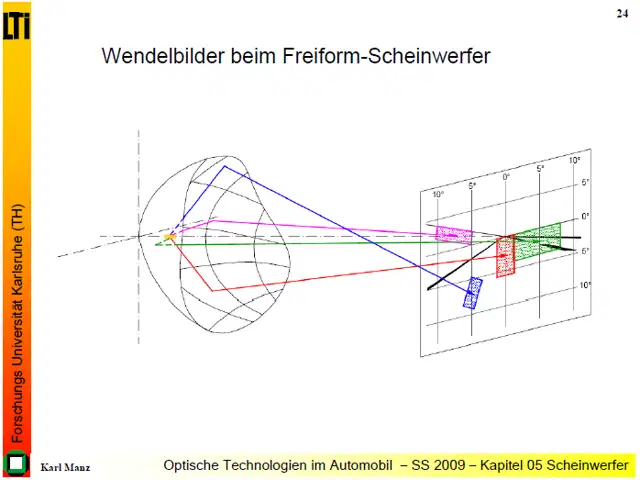 24
LTi
Wendelbilder beim Freiform-Scheinwerfer
10°
5°
0°
5°
10°
5°
0°
5°
10°
Forschungs Universität Karlsruhe (TH)
Karl Manz
Optische Technologien im Automobil – SS 2009 – Kapitel 05 Scheinwerfer